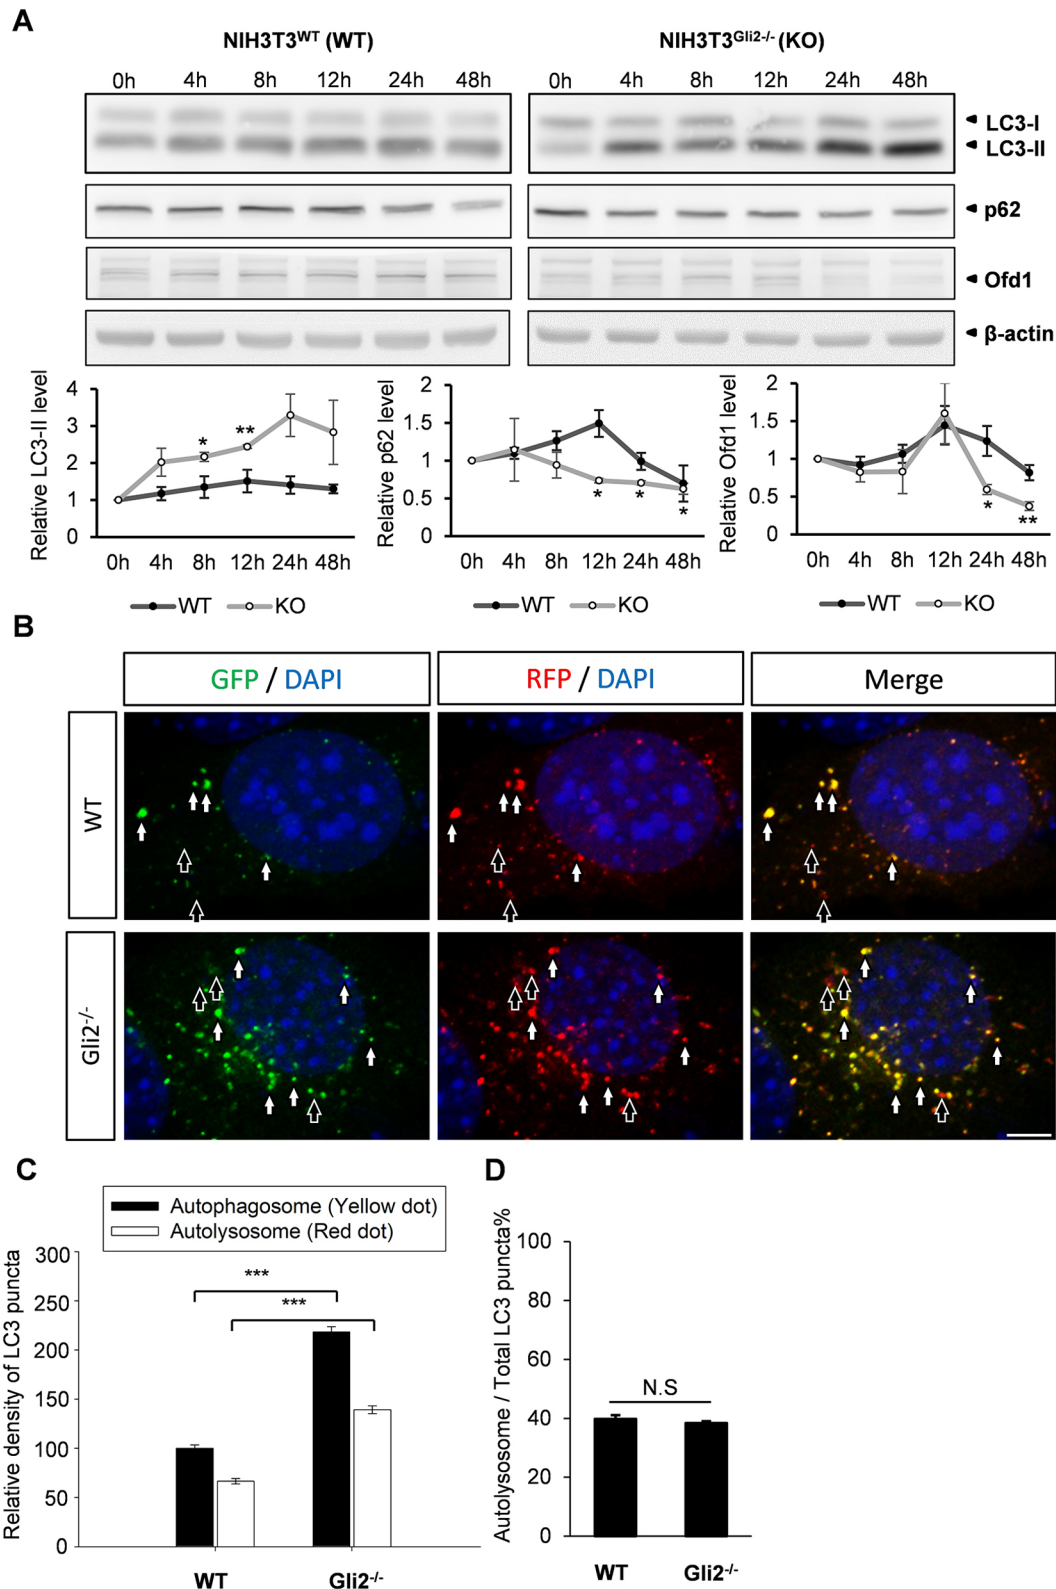 A
NIH3T3WT (WT)
NIH3T3Gli2-/- (KO)
0h 4h 8h 12h 24h 48h
0h 4h 8h 12h 24h 48h
LC3-I
LC3-II
p62
Ofd1
β-actin
Relative LC3-II level
4
3
2
1
0
* **
0h 4h 8h 12h 24h 48h
WT KO
Relative p62 level
2
1.5
1
0.5
0
* * *
0h 4h 8h 12h 24h 48h
WT KO
Relative Ofd1 level
2
1.5
1
0.5
0
* **
0h 4h 8h 12h 24h 48h
WT KO
B
GFP / DAPI
RFP / DAPI
Merge
WT
Gli2-/-
C
Autophagosome (Yellow dot)
Autolysosome (Red dot)
Relative density of LC3 puncta
300
250
200
150
100
50
0
***
***
WT Gli2-/-
D
Autolysosome / Total LC3 puncta%
100
80
60
40
20
0
N.S
WT Gli2-/-